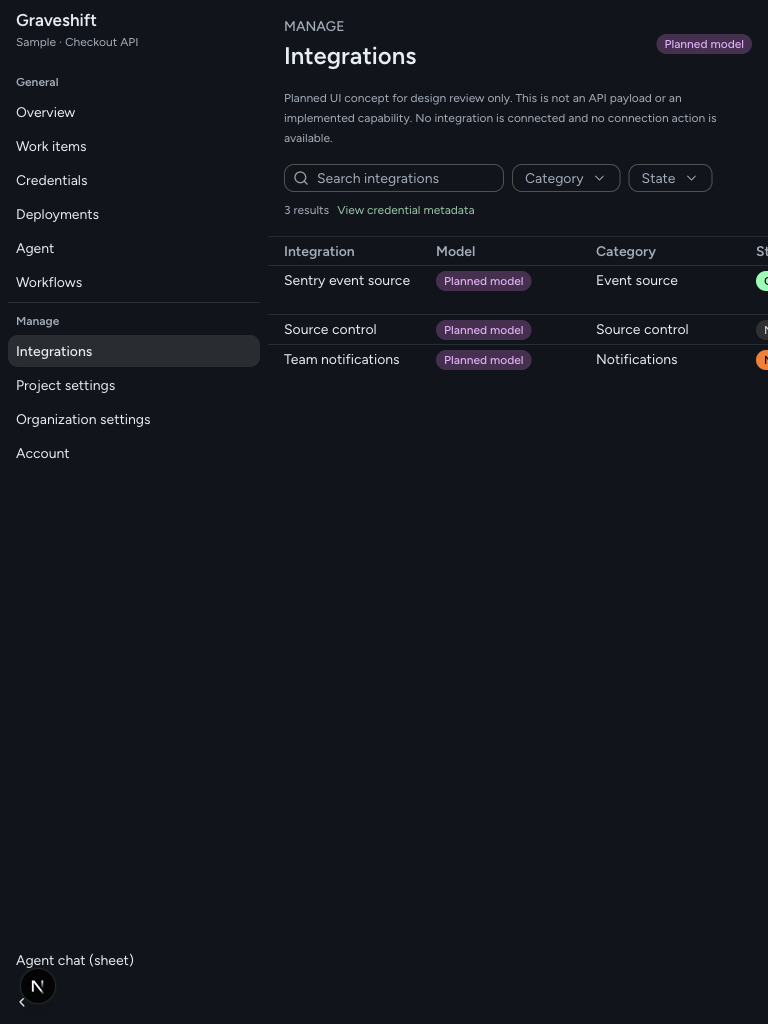 Graveshift
Sample · Checkout API
General
Overview
Work items
Credentials
Deployments
Agent
Workflows
Manage
Integrations
Project settings
Organization settings
Account
Agent chat (sheet)
N
MANAGE
Integrations
Planned model
Planned UI concept for design review only. This is not an API payload or an
implemented capability. No integration is connected and no connection action is
available.
Search integrations
Category
State
3 results View credential metadata
Integration Model Category St
Sentry event source Planned model Event source
Source control Planned model Source control N
Team notifications Planned model Notifications N